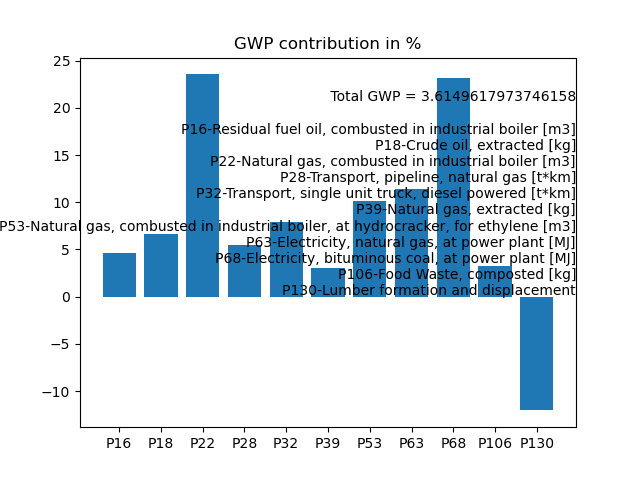 GWP contribution in %
25
20
15
10
5
0
−5
−10
Total GWP = 3.6149617973746158
P16-Residual fuel oil, combusted in industrial boiler [m3]
P18-Crude oil, extracted [kg]
P22-Natural gas, combusted in industrial boiler [m3]
P28-Transport, pipeline, natural gas [t*km]
P32-Transport, single unit truck, diesel powered [t*km]
P39-Natural gas, extracted [kg]
P53-Natural gas, combusted in industrial boiler, at hydrocracker, for ethylene [m3]
P63-Electricity, natural gas, at power plant [MJ]
P68-Electricity, bituminous coal, at power plant [MJ]
P106-Food Waste, composted [kg]
P130-Lumber formation and displacement
P16 P18 P22 P28 P32 P39 P53 P63 P68 P106 P130